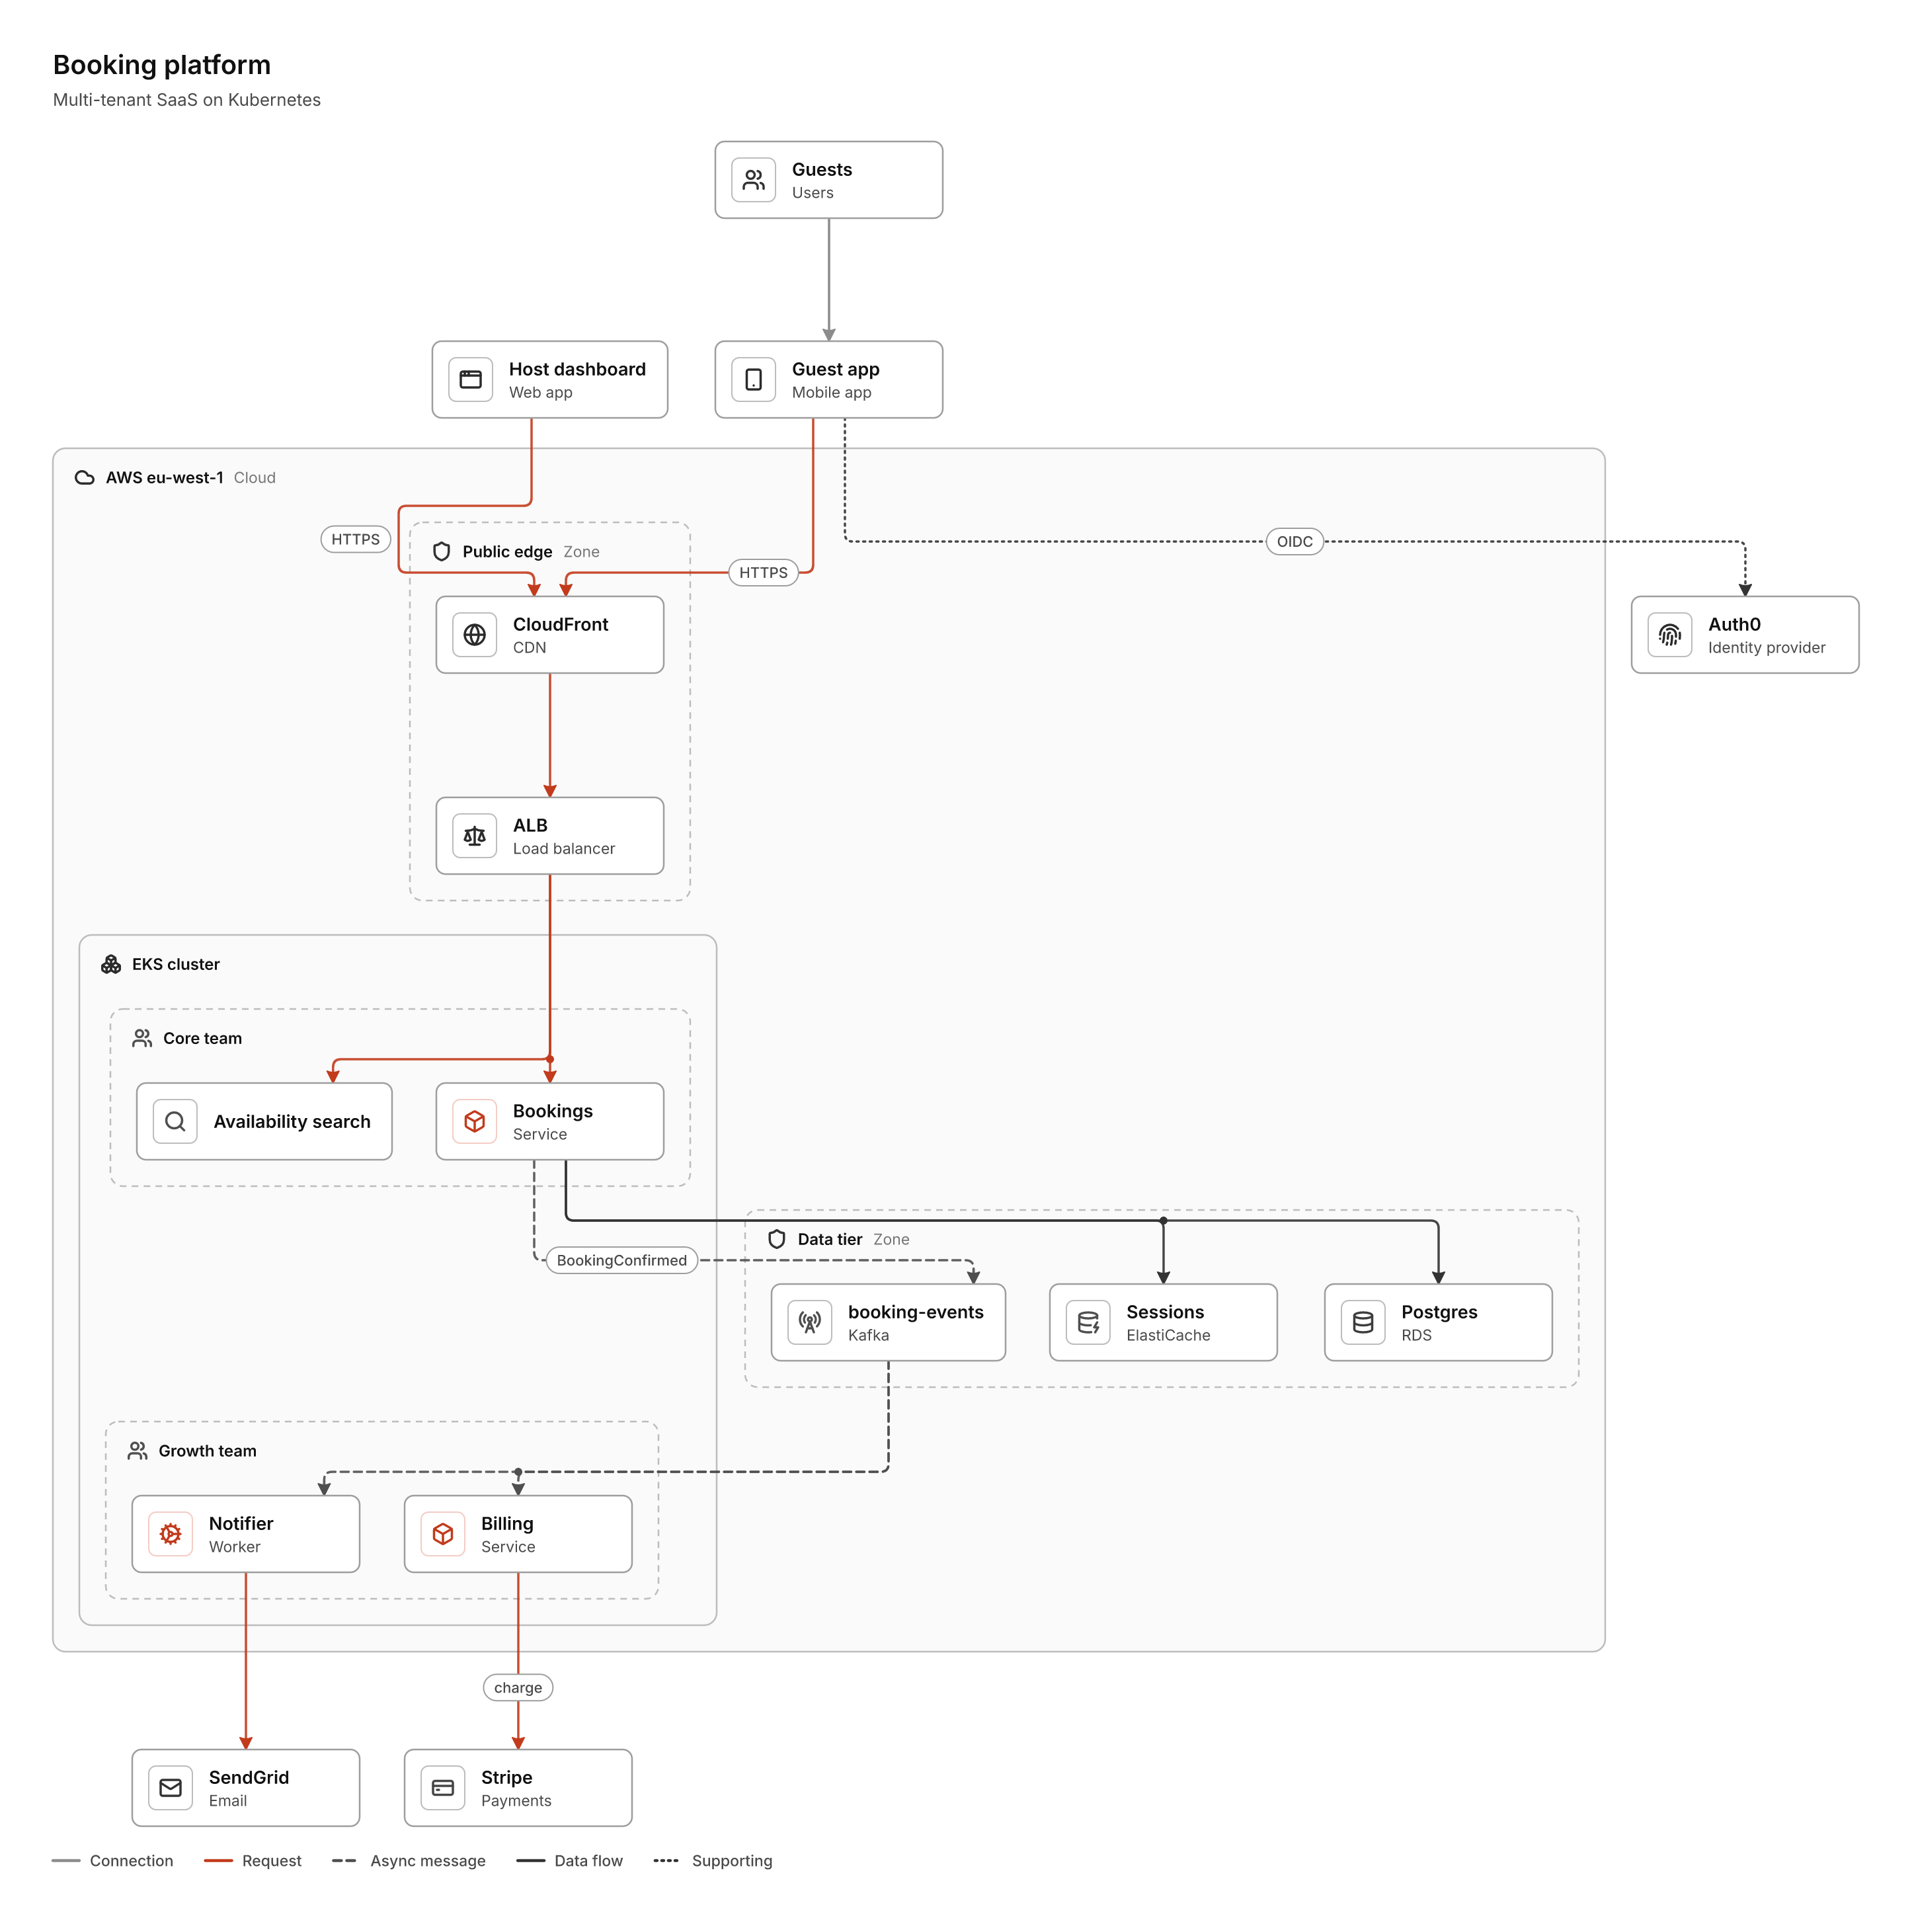 Booking platform
Multi-tenant SaaS on Kubernetes
Guests
Users
Host dashboard
Web app
Guest app
Mobile app
AWS eu-west-1 Cloud
HTTPS
OIDC
Public edge Zone
HTTPS
CloudFront
CDN
Auth0
Identity provider
ALB
Load balancer
EKS cluster
Core team
Availability search
Bookings
Service
Data tier Zone
BookingConfirmed
booking-events
Kafka
Sessions
ElastiCache
Postgres
RDS
Growth team
Notifier
Worker
Billing
Service
charge
SendGrid
Email
Stripe
Payments
Connection Request Async message Data flow Supporting